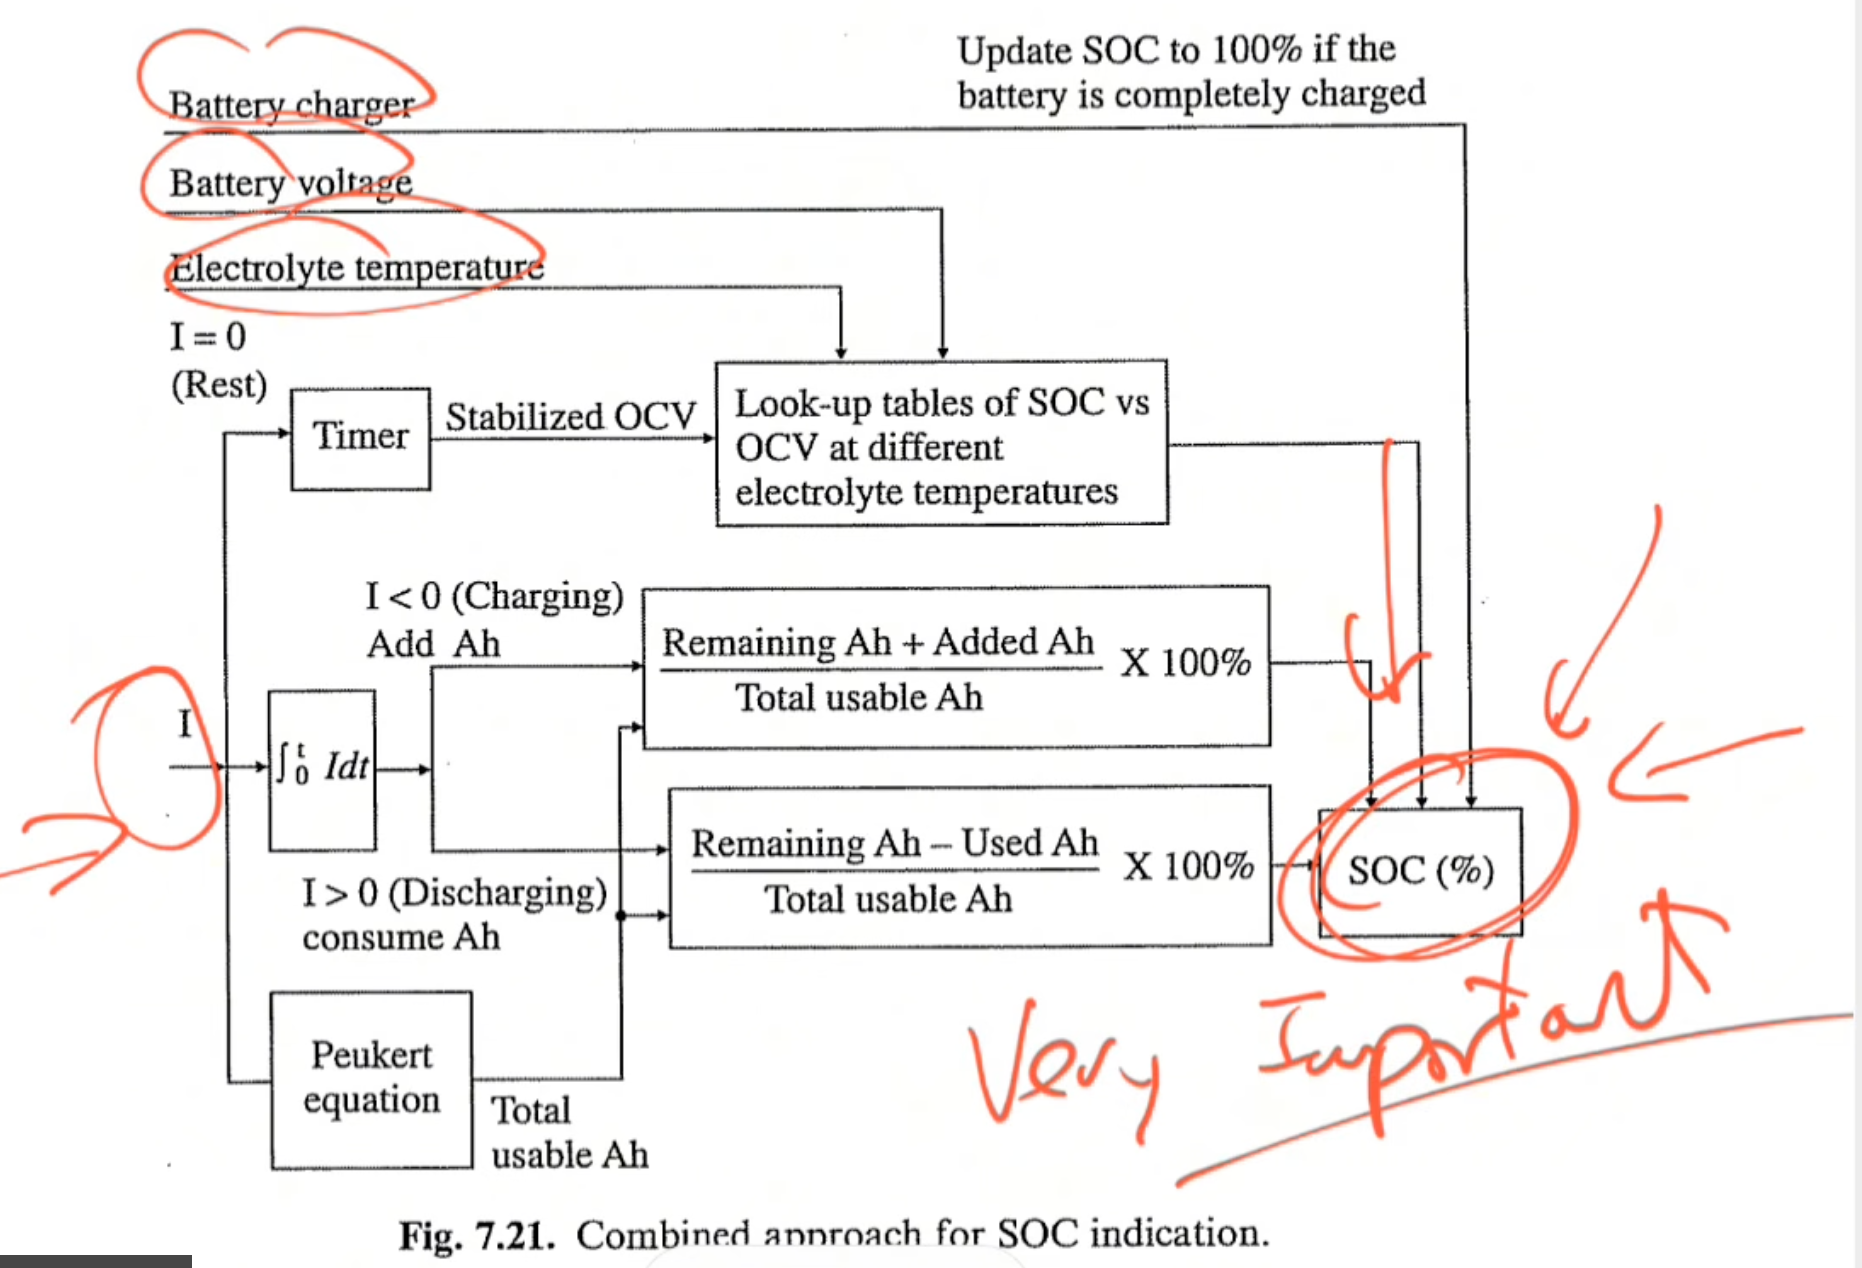 Update SOC to 100% if the
battery is completely charged
Battery charger
Battery voltage
Electrolyte temperature
I = 0
(Rest)
Timer
Stabilized OCV
Look-up tables of SOC vs
OCV at different
electrolyte temperatures
I < 0 (Charging)
Add Ah
Remaining Ah + Added Ah
X 100%
Total usable Ah
I
∫₀ᵗ Idt
Remaining Ah – Used Ah
X 100%
Total usable Ah
SOC (%)
I > 0 (Discharging)
consume Ah
Peukert
equation
Total
usable Ah
Very Important
Fig. 7.21. Combined approach for SOC indication.